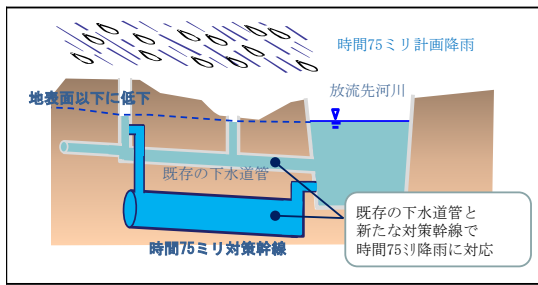 時間75ミリ計画降雨
放流先河川
地表面以下に低下
既存の下水道管
時間75ミリ対策幹線
既存の下水道管と
新たな対策幹線で
時間75ﾐﾘ降雨に対応